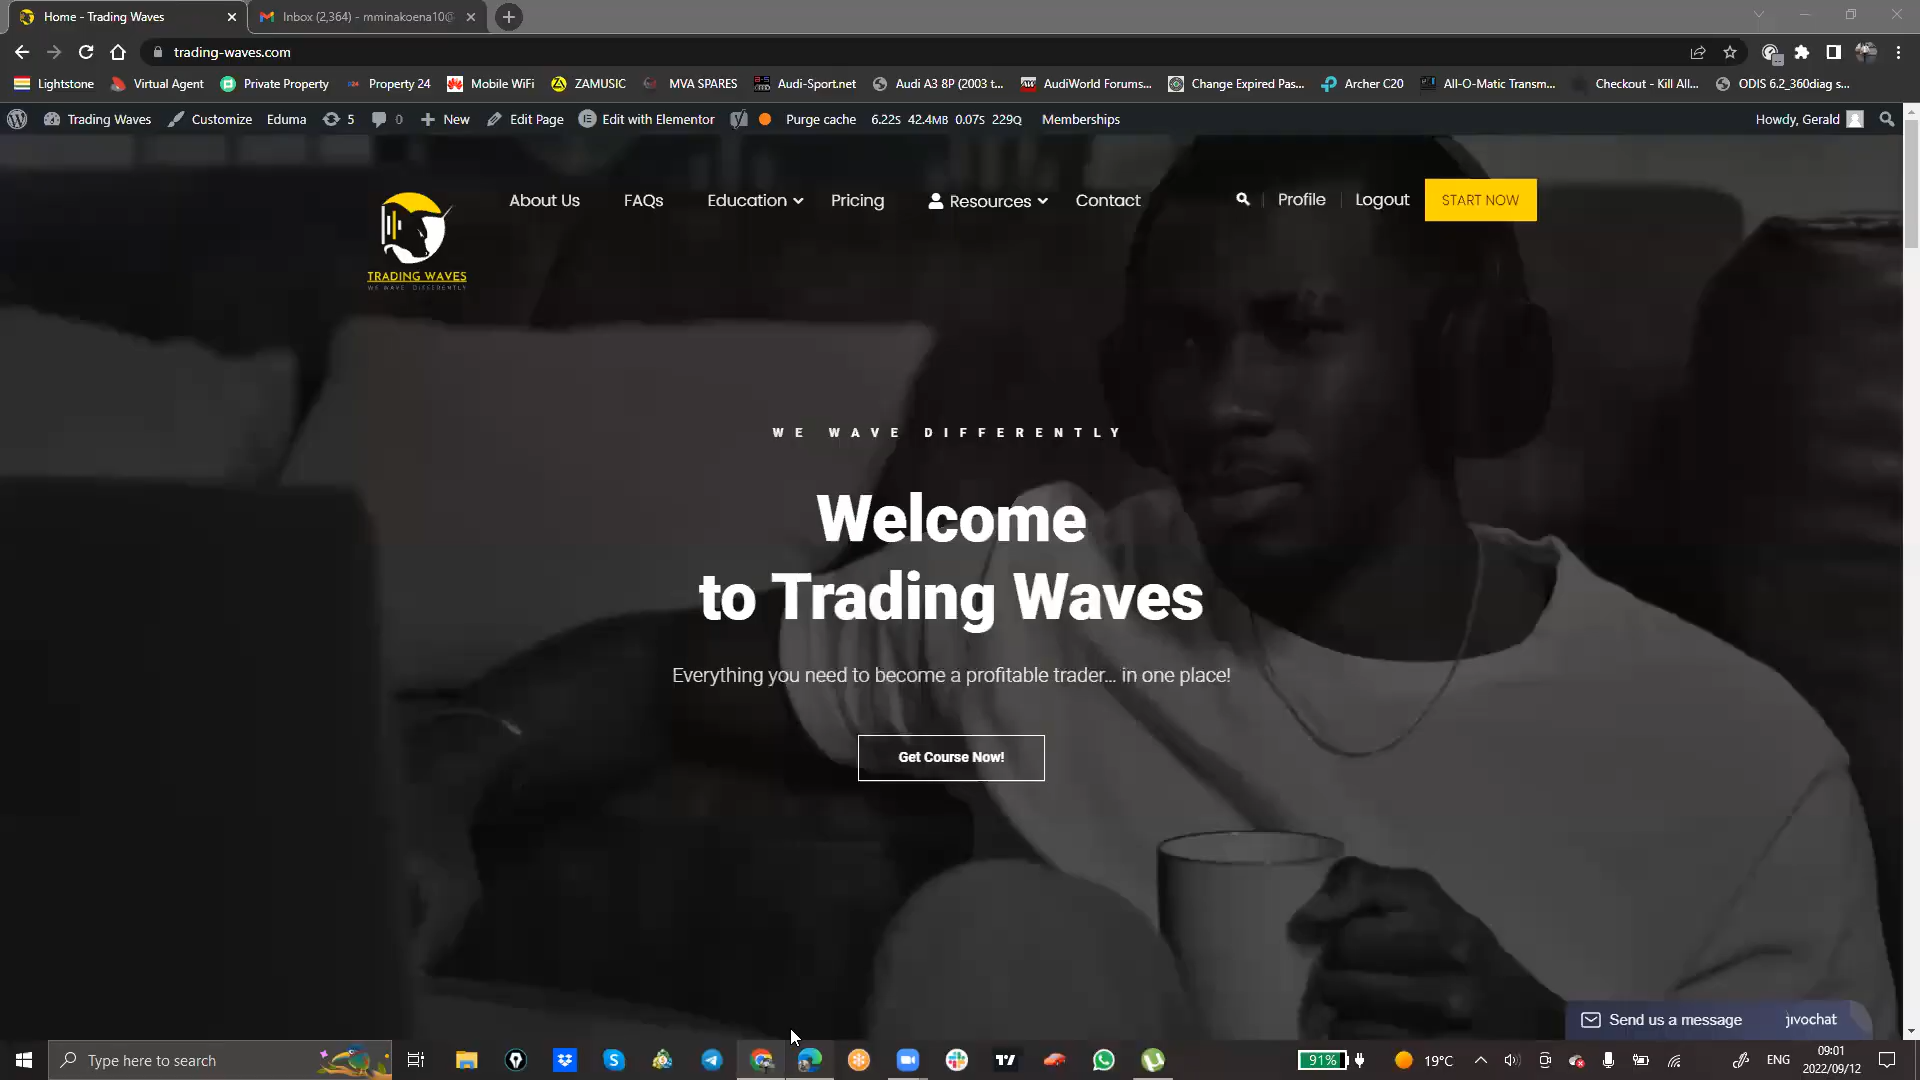 Home - Trading Waves
Inbox (2,364) - mminakoena10@
trading-waves.com
Lightstone
Virtual Agent
Private Property
Property 24
Mobile WiFi
ZAMUSIC
MVA SPARES
Audi-Sport.net
Audi A3 8P (2003 t...
AudiWorld Forums...
Change Expired Pas...
Archer C20
All-O-Matic Transm...
Checkout - Kill All...
ODIS 6.2_360diag s...
Trading Waves
Customize
Eduma
5
0
New
Edit Page
Edit with Elementor
Purge cache
6.22S 42.4MB 0.07S 229Q
Memberships
Howdy, Gerald
TRADING WAVES
WE WAVE DIFFERENTLY
About Us
FAQs
Education
Pricing
Resources
Contact
Profile
Logout
START NOW
WE WAVE DIFFERENTLY
Welcome
to Trading Waves
Everything you need to become a profitable trader... in one place!
Get Course Now!
Send us a message
jivochat
Type here to search
91%
19°C
ENG
09:01
2022/09/12